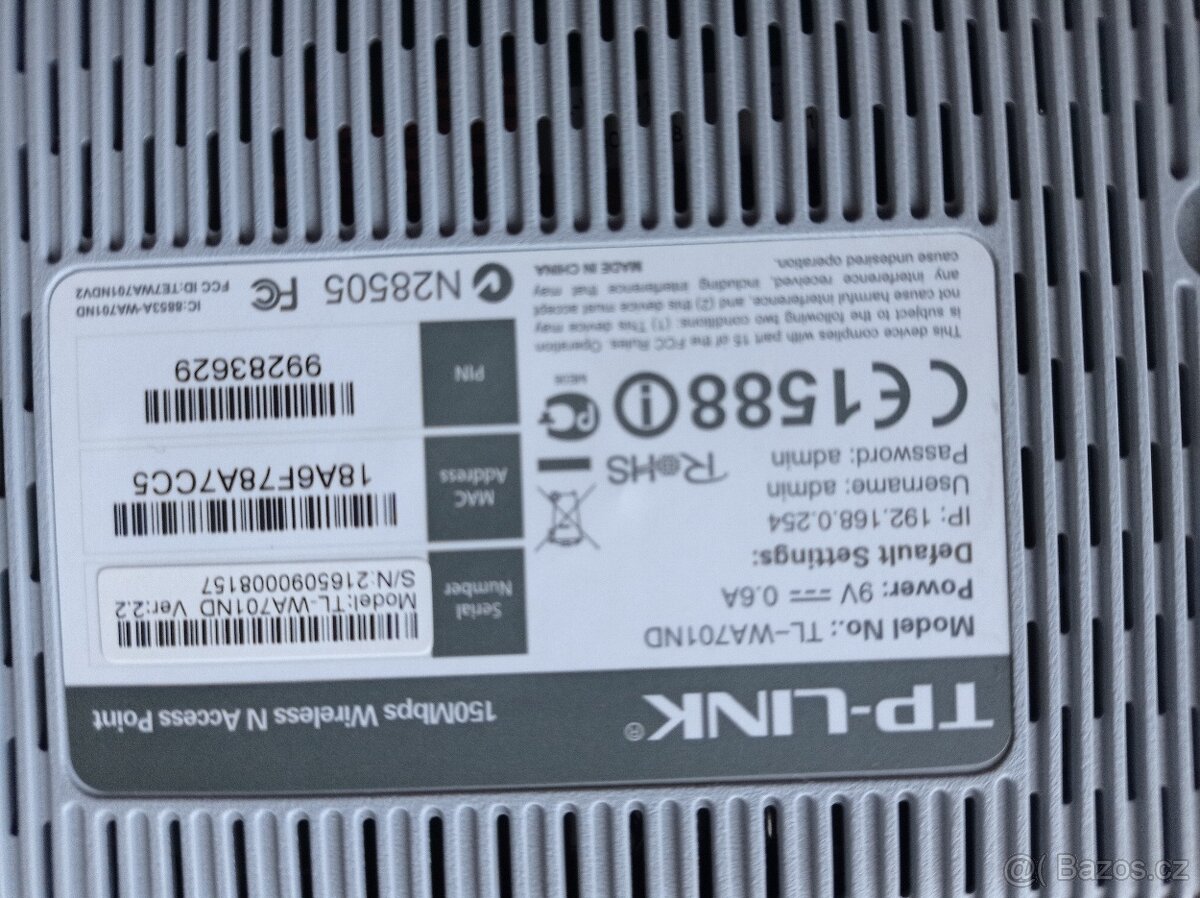 TP-LINK®
150Mbps Wireless N Access Point
Model No.: TL-WA701ND
Power: 9V ⎓ 0.6A
Default Settings:
IP: 192.168.0.254
Username: admin
Password: admin
RoHS
CE1588
This device complies with part 15 of the FCC Rules. Operation
is subject to the following two conditions: (1) This device may
not cause harmful interference, and (2) this device must accept
any interference received, including interference that may
cause undesired operation.
MADE IN CHINA
Serial
Number
Model:TL-WA701ND Ver:2.2
S/N:2165090008157
MAC
Address
18A6F78A7CC5
PIN
99283629
N28505
FC
FCC ID:TE7WA701NDV2
IC:8853A-WA701ND
@( Bazos.cz